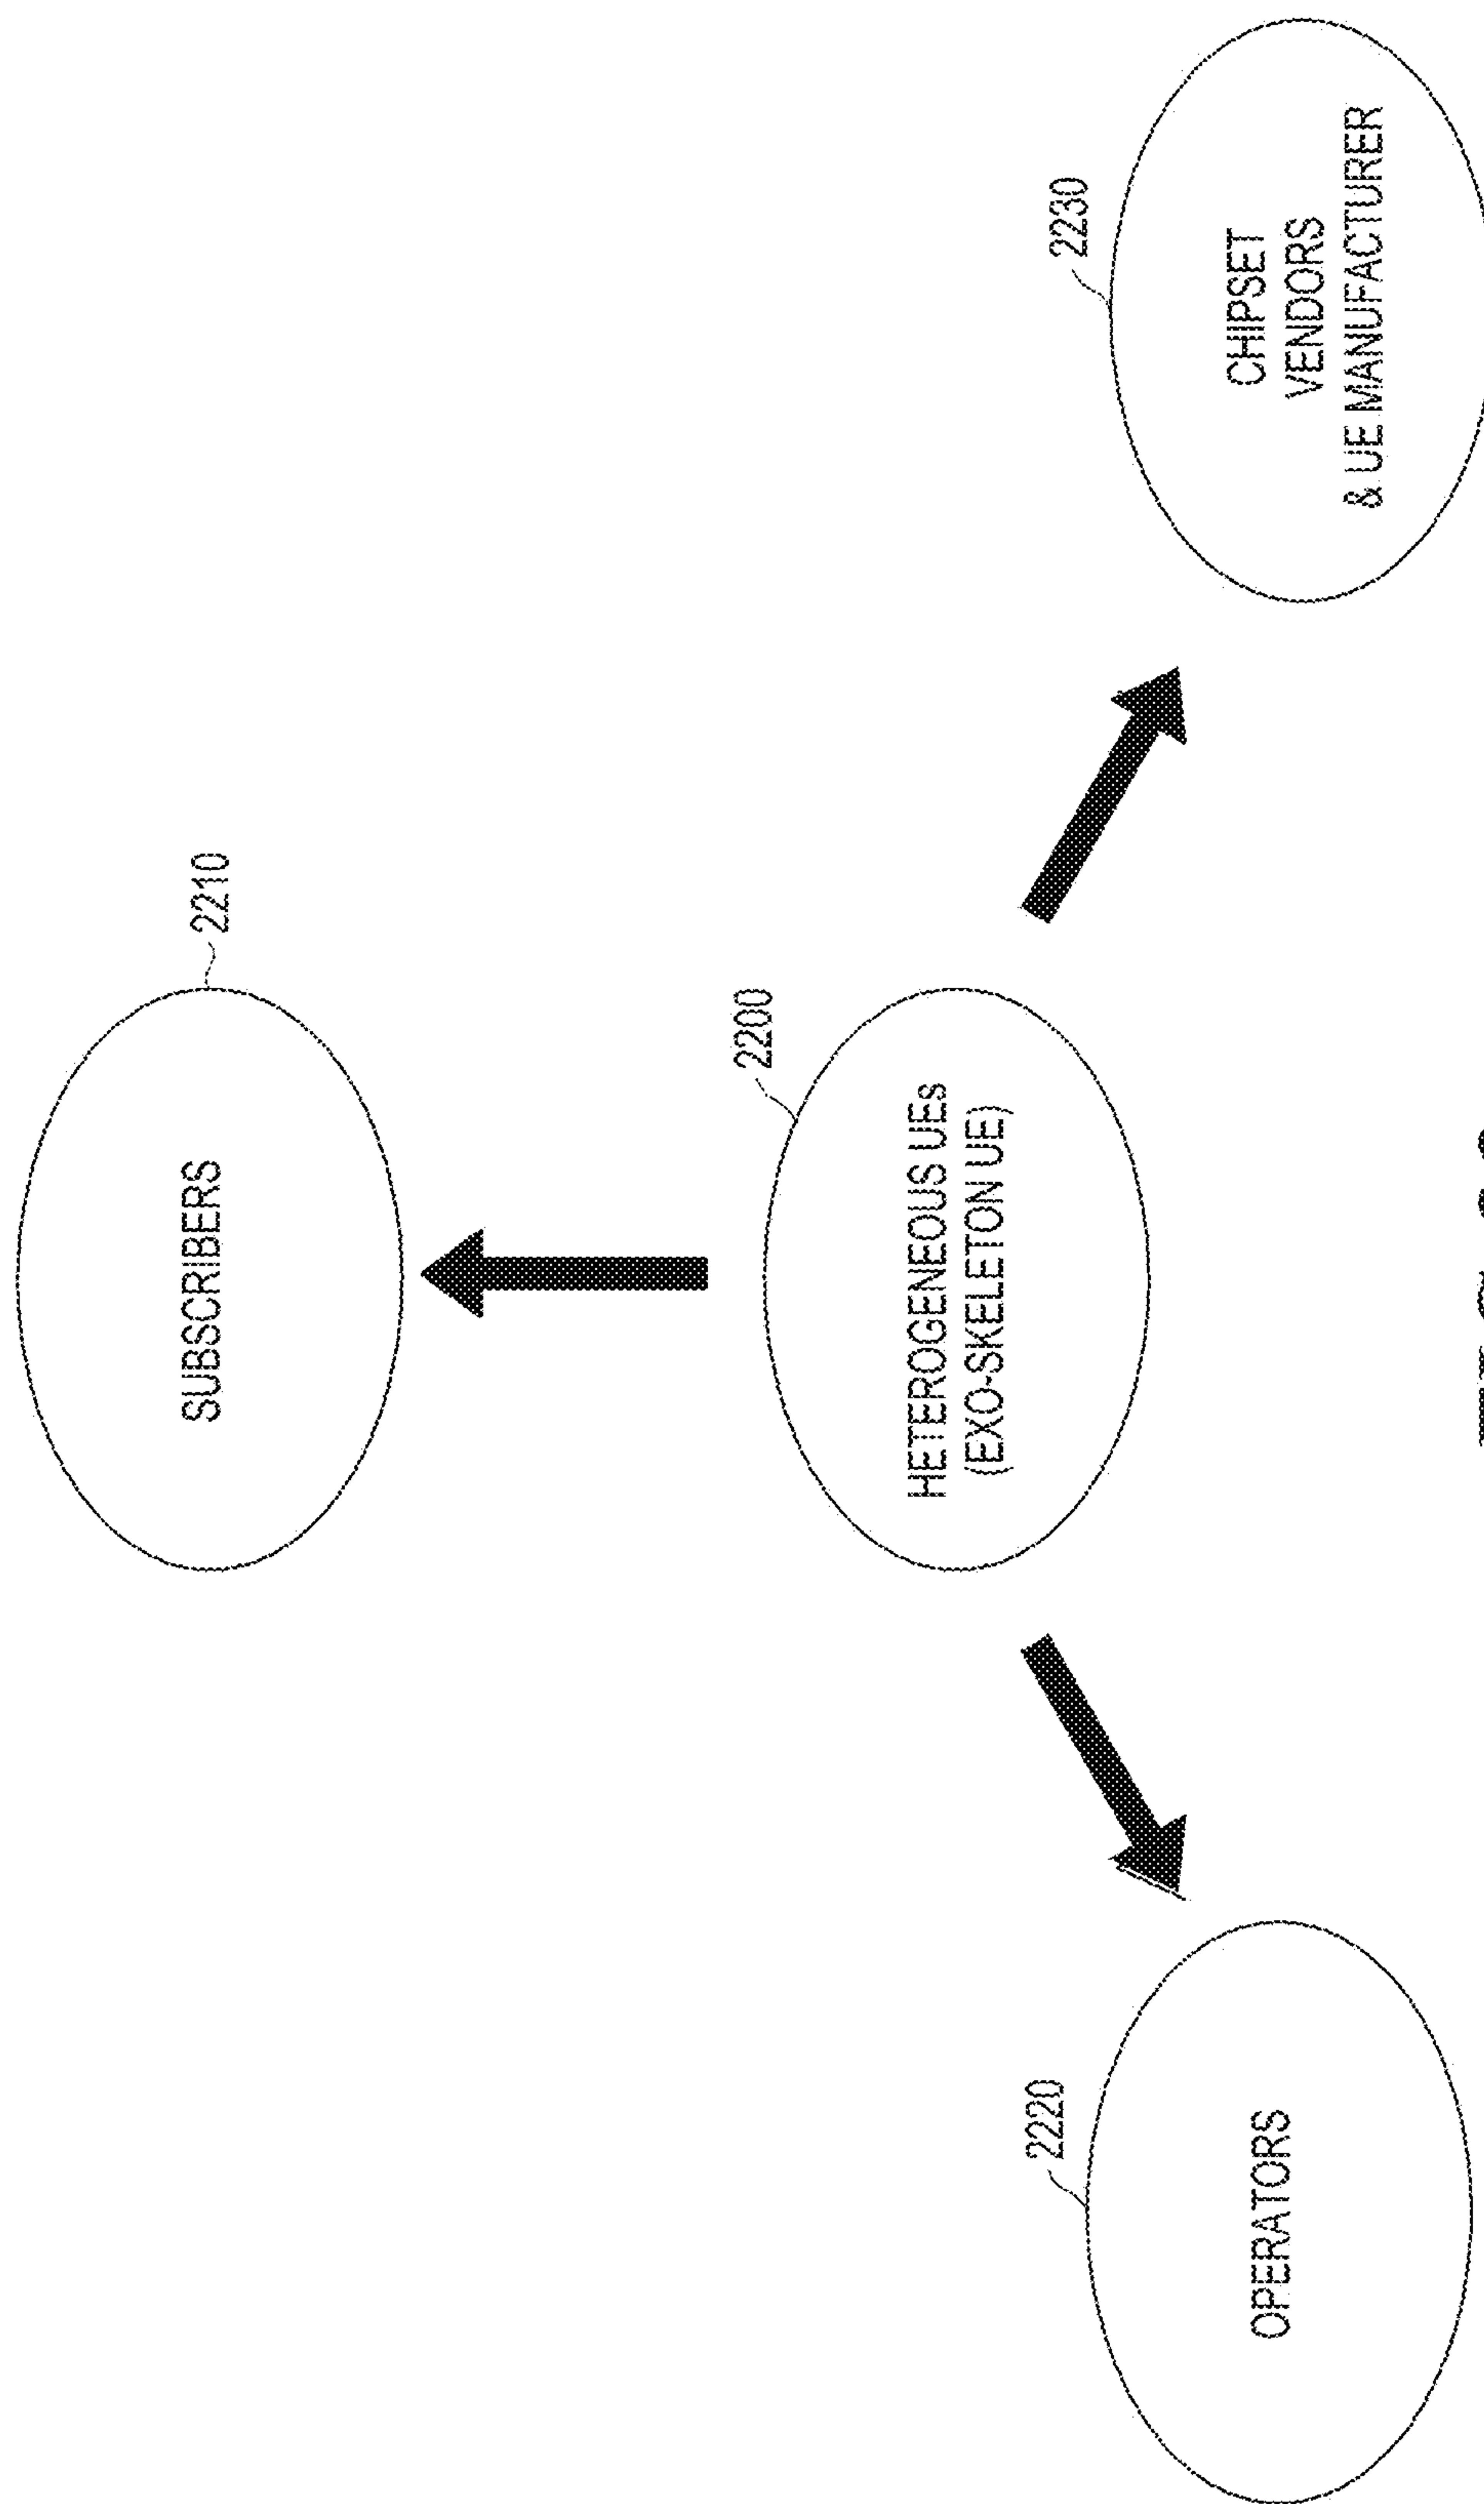 2210
SUBSCRIBERS
2200
HETEROGENEOUS UEs
(EXO-SKELETON UE)
2220
OPERATORS
2230
CHIPSET
VENDORS
& UE MANUFACTURER